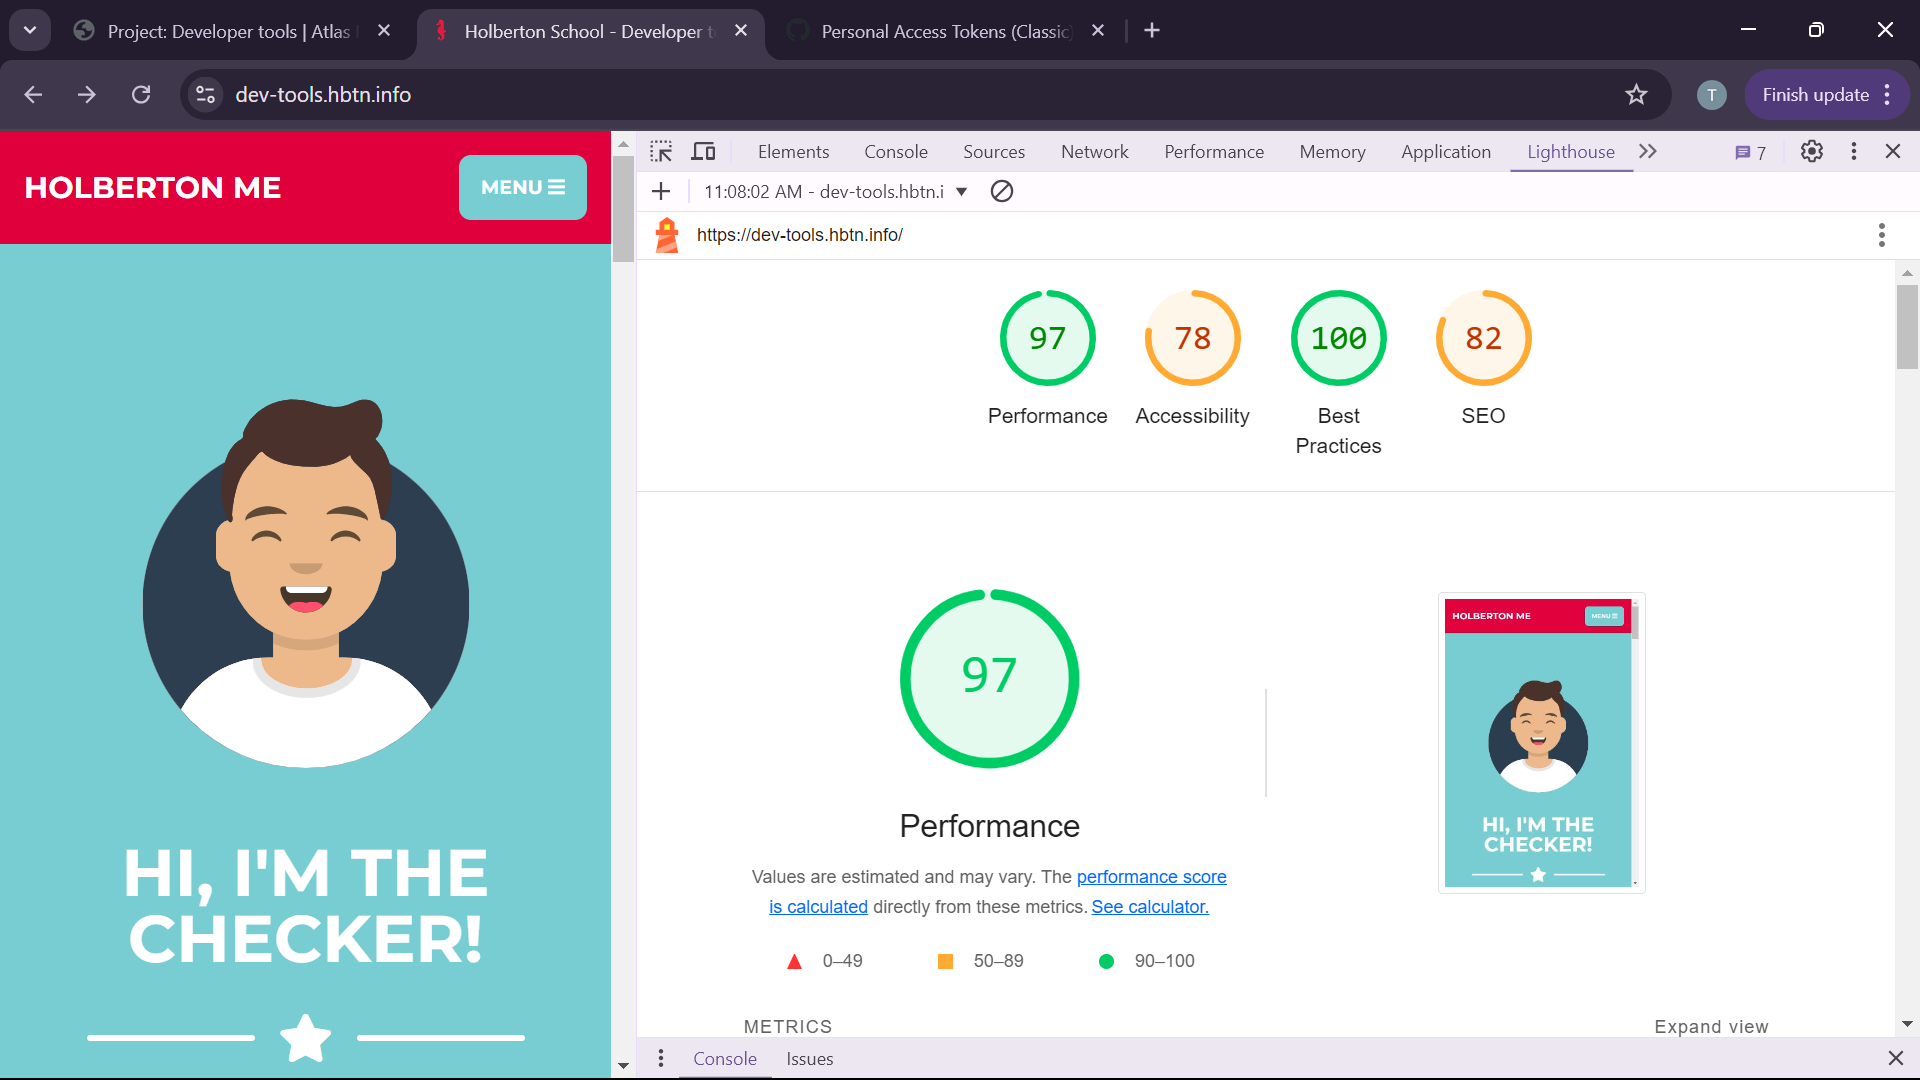 Project: Developer tools | Atlas
Holberton School - Developer t
Personal Access Tokens (Classic)
dev-tools.hbtn.info
T
Finish update
HOLBERTON ME
MENU
HI, I'M THE
CHECKER!
Elements
Console
Sources
Network
Performance
Memory
Application
Lighthouse
7
11:08:02 AM - dev-tools.hbtn.i
https://dev-tools.hbtn.info/
97
78
100
82
Performance
Accessibility
Best
Practices
SEO
97
Performance
Values are estimated and may vary. The performance score
is calculated directly from these metrics. See calculator.
0–49
50–89
90–100
HOLBERTON ME
MENU
HI, I'M THE
CHECKER!
METRICS
Expand view
Console
Issues